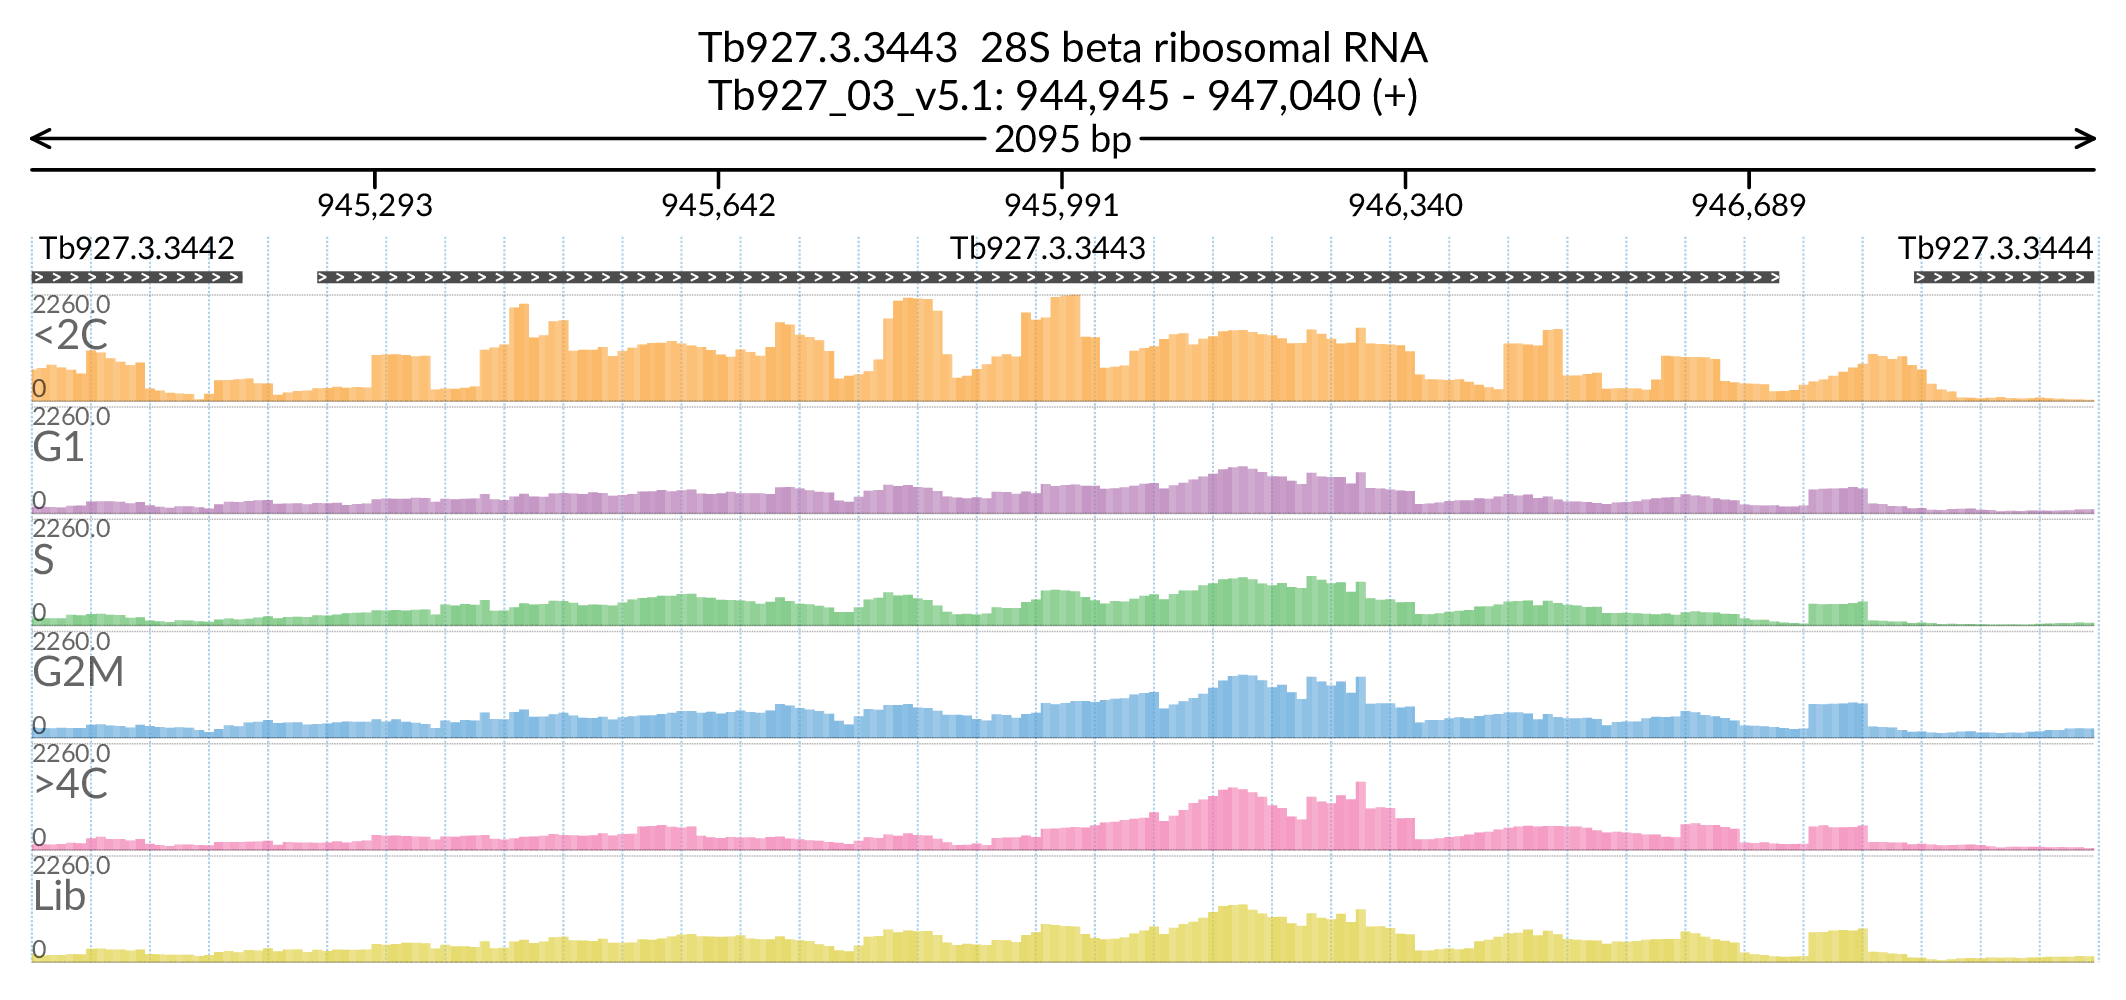 Tb927.3.3443  28S beta ribosomal RNA
Tb927_03_v5.1: 944,945 - 947,040 (+)
2095 bp
945,293 945,642 945,991 946,340 946,689
Tb927.3.3442 Tb927.3.3443 Tb927.3.3444
2260.0
<2C
0
2260.0
G1
0
2260.0
S
0
2260.0
G2M
0
2260.0
>4C
0
2260.0
Lib
0